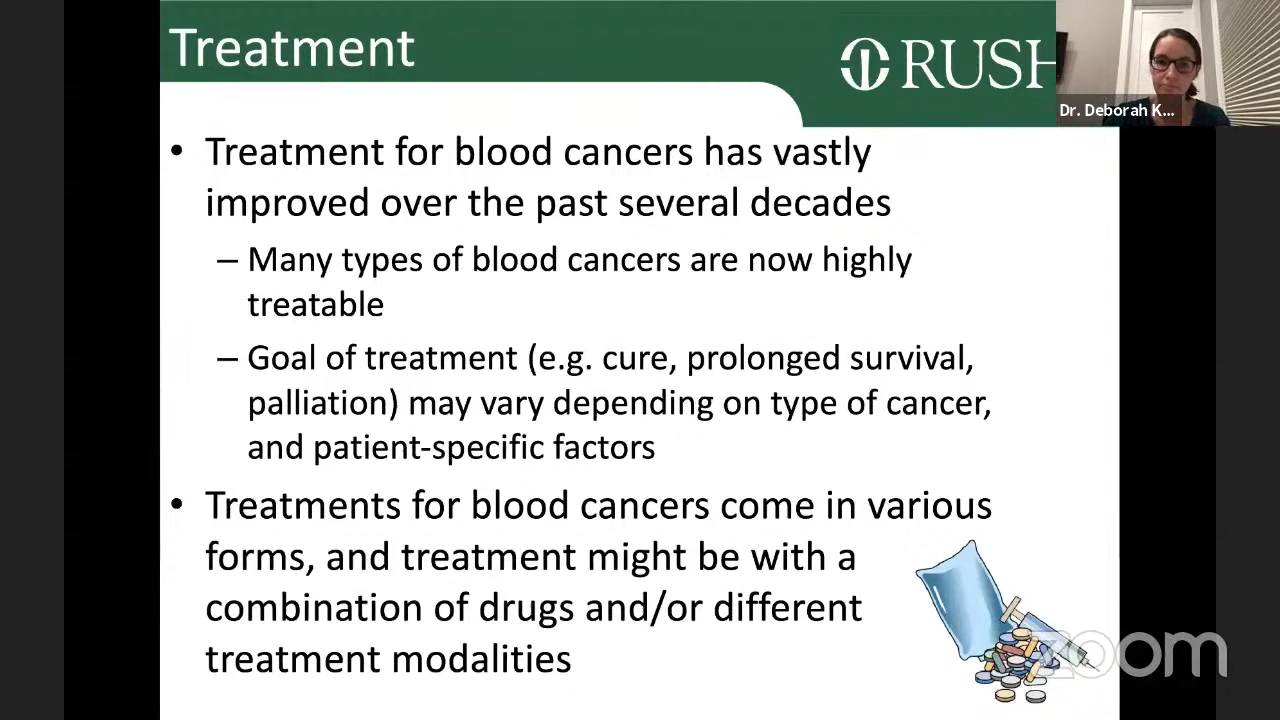 Treatment
RUSH
Dr. Deborah K...
• Treatment for blood cancers has vastly
improved over the past several decades
– Many types of blood cancers are now highly
treatable
– Goal of treatment (e.g. cure, prolonged survival,
palliation) may vary depending on type of cancer,
and patient-specific factors
• Treatments for blood cancers come in various
forms, and treatment might be with a
combination of drugs and/or different
treatment modalities
zoom